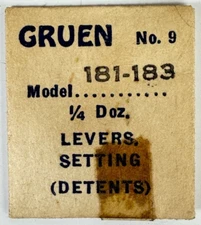 GRUEN No. 9
181-183
Model...........
¼ Doz.
LEVERS.
SETTING
(DETENTS)